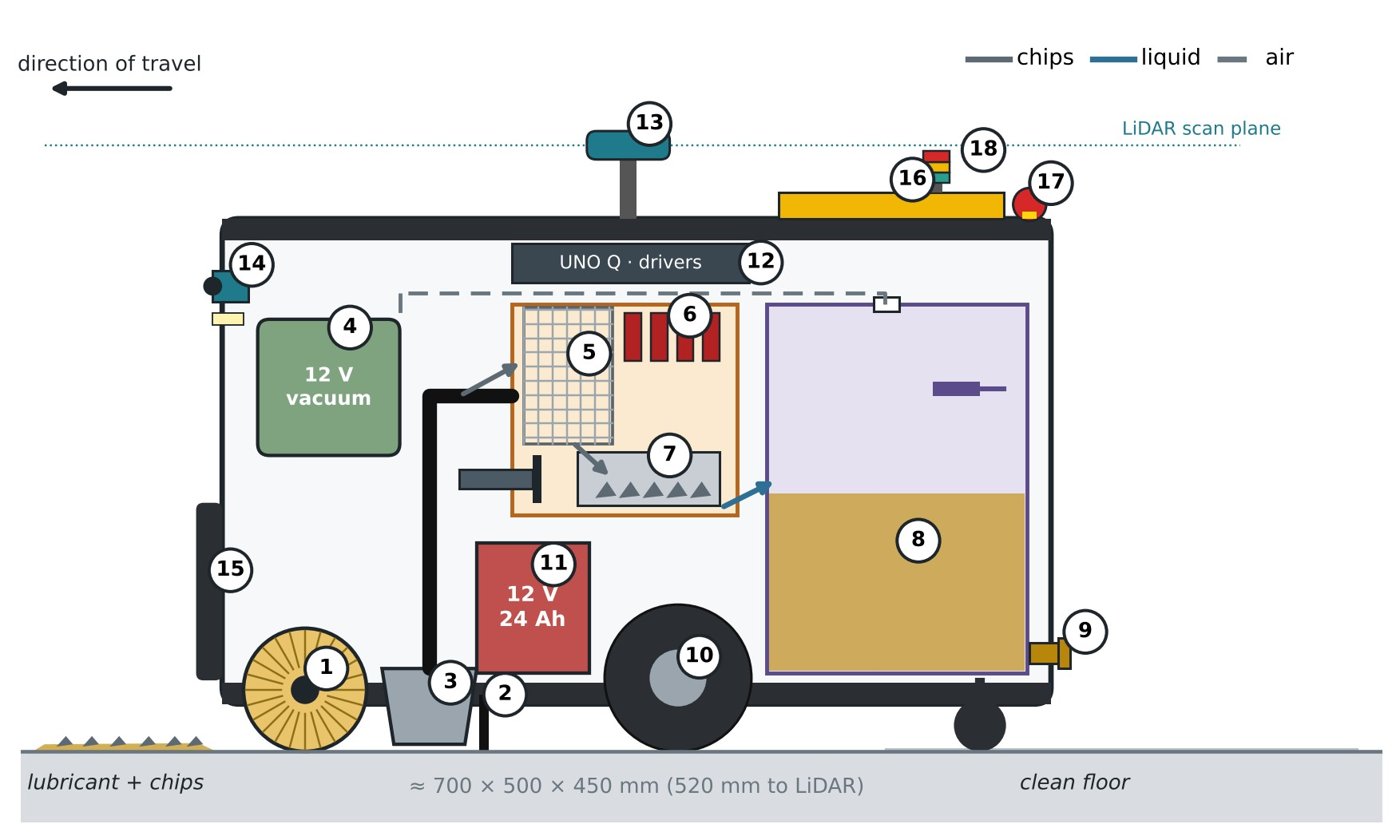 direction of travel
chips
liquid
air
LiDAR scan plane
13
18
16
17
14
UNO Q · drivers
12
4
6
5
12 V
vacuum
7
8
11
12 V
24 Ah
15
9
10
1
3
2
lubricant + chips
≈ 700 × 500 × 450 mm (520 mm to LiDAR)
clean floor